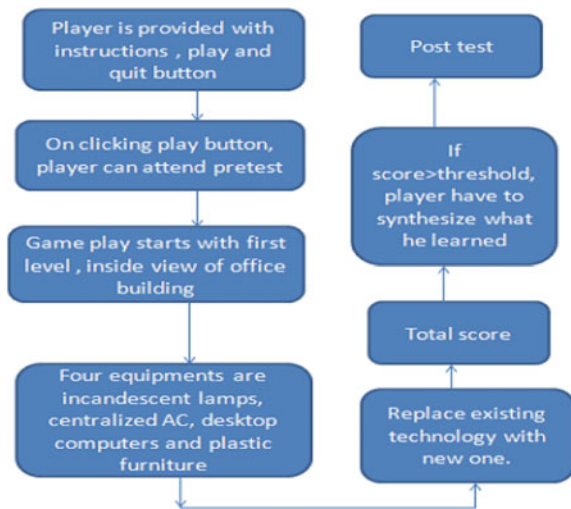 Player is provided with
instructions , play and
quit button
On clicking play button,
player can attend pretest
Game play starts with first
level , inside view of office
building
Four equipments are
incandescent lamps,
centralized AC, desktop
computers and plastic
furniture
Replace existing
technology with
new one.
Total score
If
score>threshold,
player have to
synthesize what
he learned
Post test